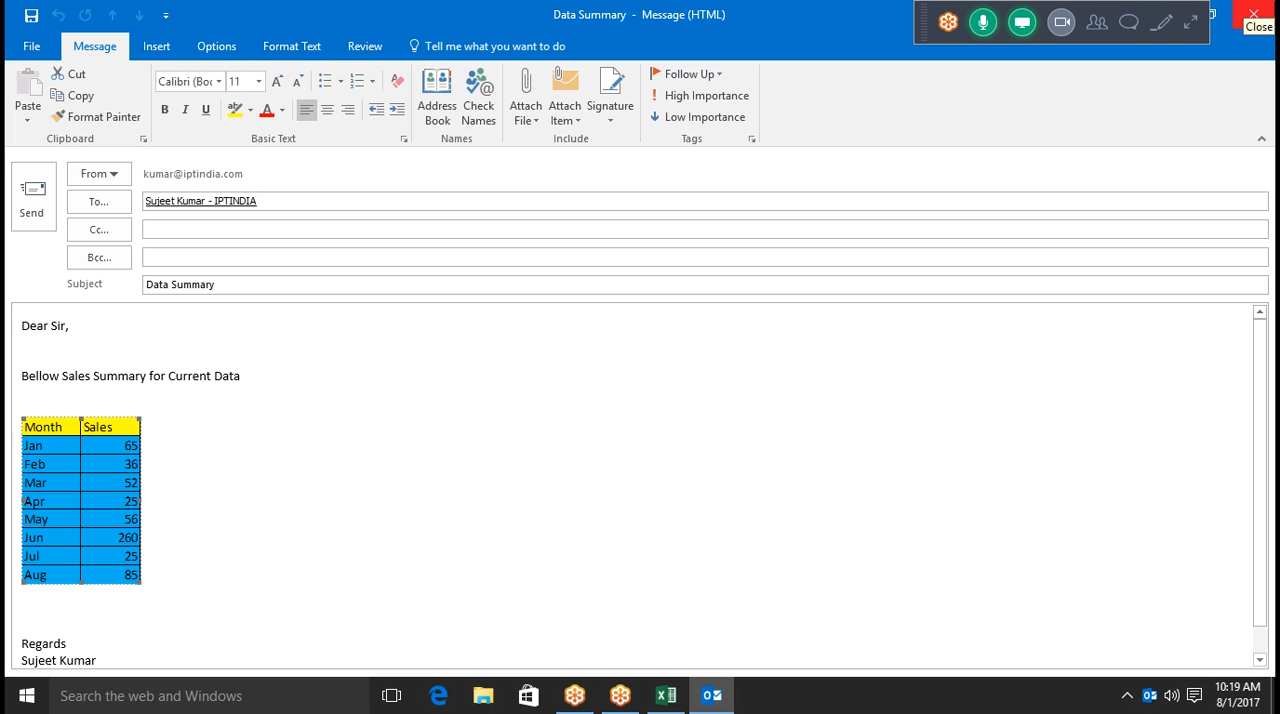 Data Summary - Message (HTML)
Close
File Message Insert Options Format Text Review Tell me what you want to do
Paste
Cut
Copy
Format Painter
Clipboard
Calibri (Boc 11
Basic Text
Address Book
Check Names
Names
Attach File
Attach Item
Signature
Include
Follow Up
High Importance
Low Importance
Tags
Send
From kumar@iptindia.com
To... Sujeet Kumar - IPTINDIA
Cc...
Bcc...
Subject Data Summary
Dear Sir,
Bellow Sales Summary for Current Data
Month Sales
Jan 65
Feb 36
Mar 52
Apr 25
May 56
Jun 260
Jul 25
Aug 85
Regards
Sujeet Kumar
Search the web and Windows
10:19 AM
8/1/2017